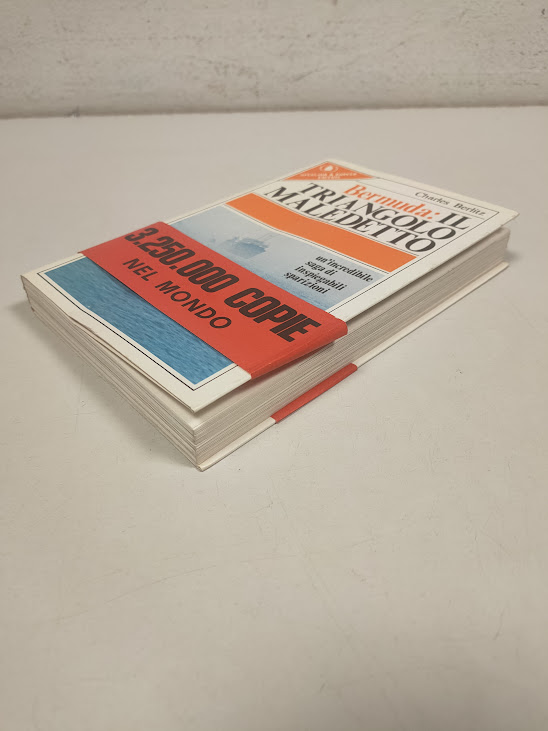 Charles Berlitz
Bermuda: IL
TRIANGOLO
MALEDETTO
un'incredibile
saga di
inspiegabili
sparizioni
3.250.000 COPIE
NEL MONDO